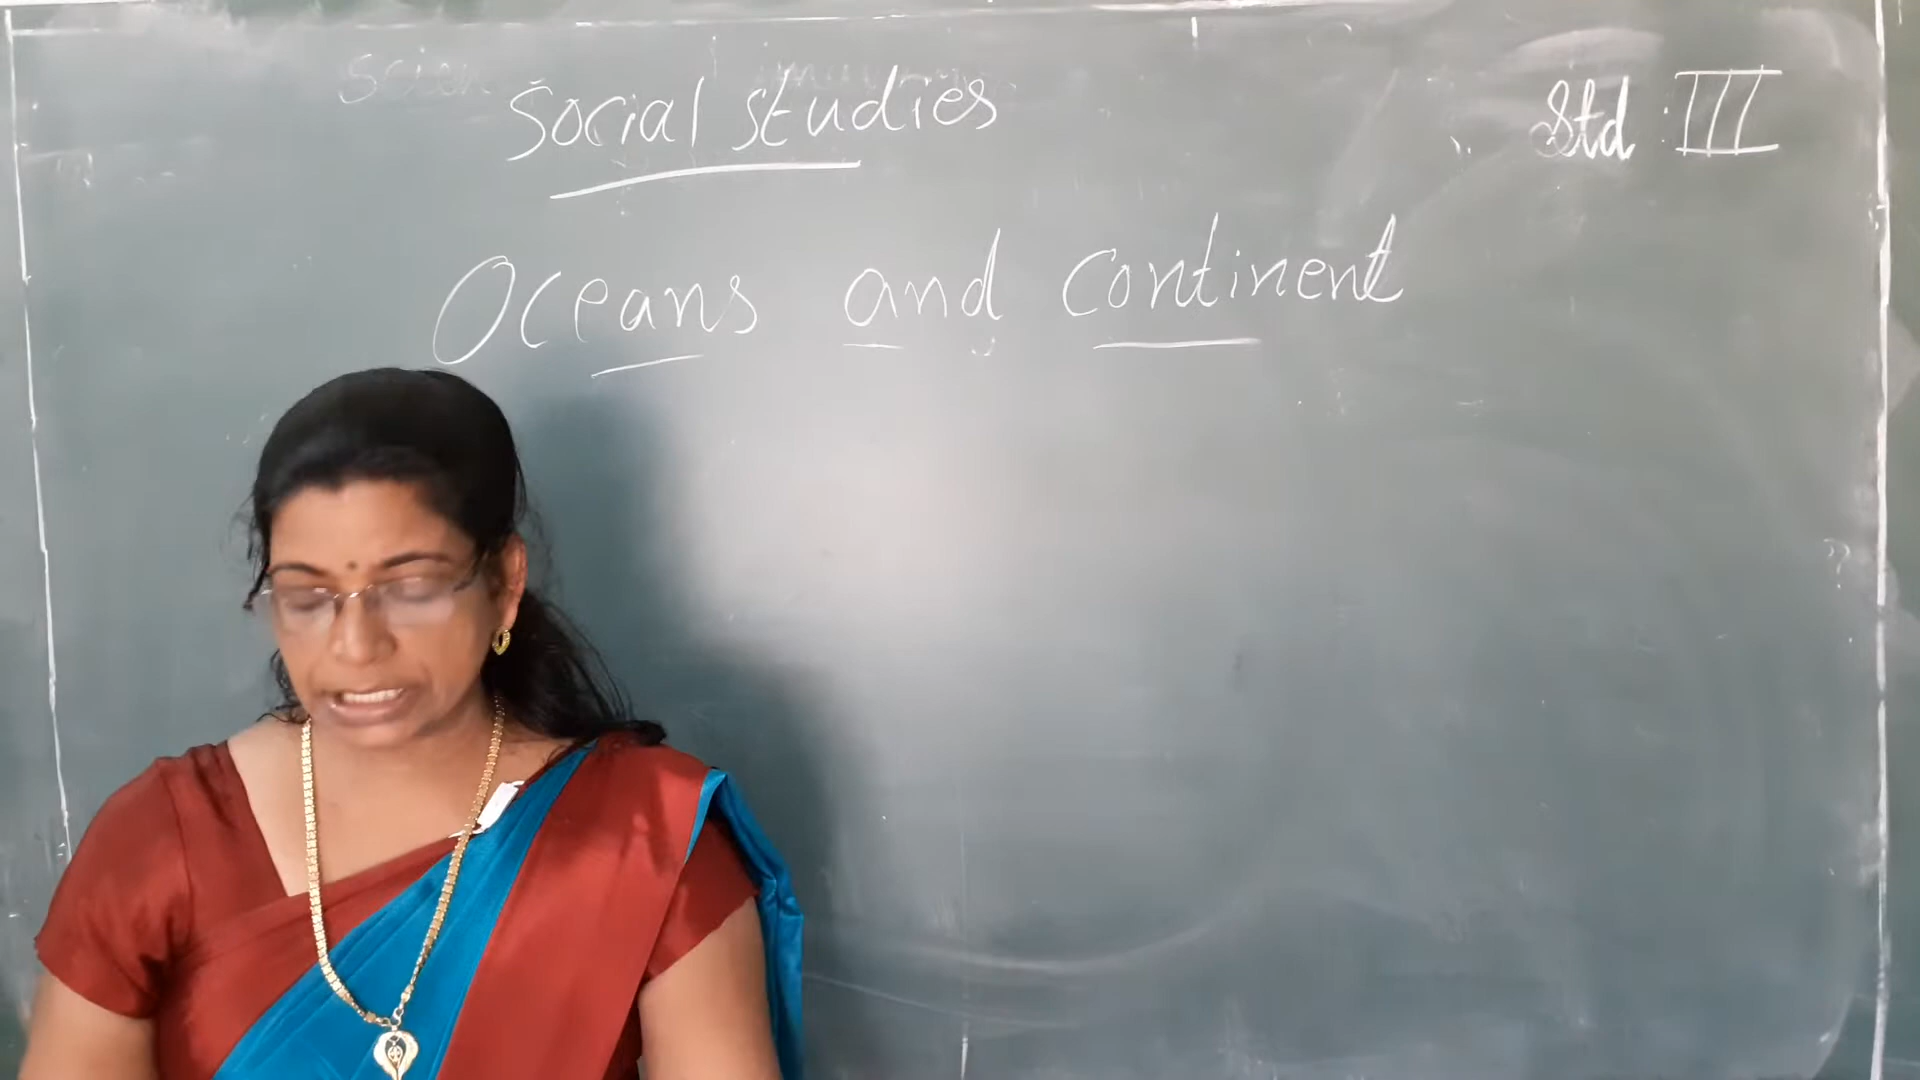 Social studies
Std : III
Oceans and continent